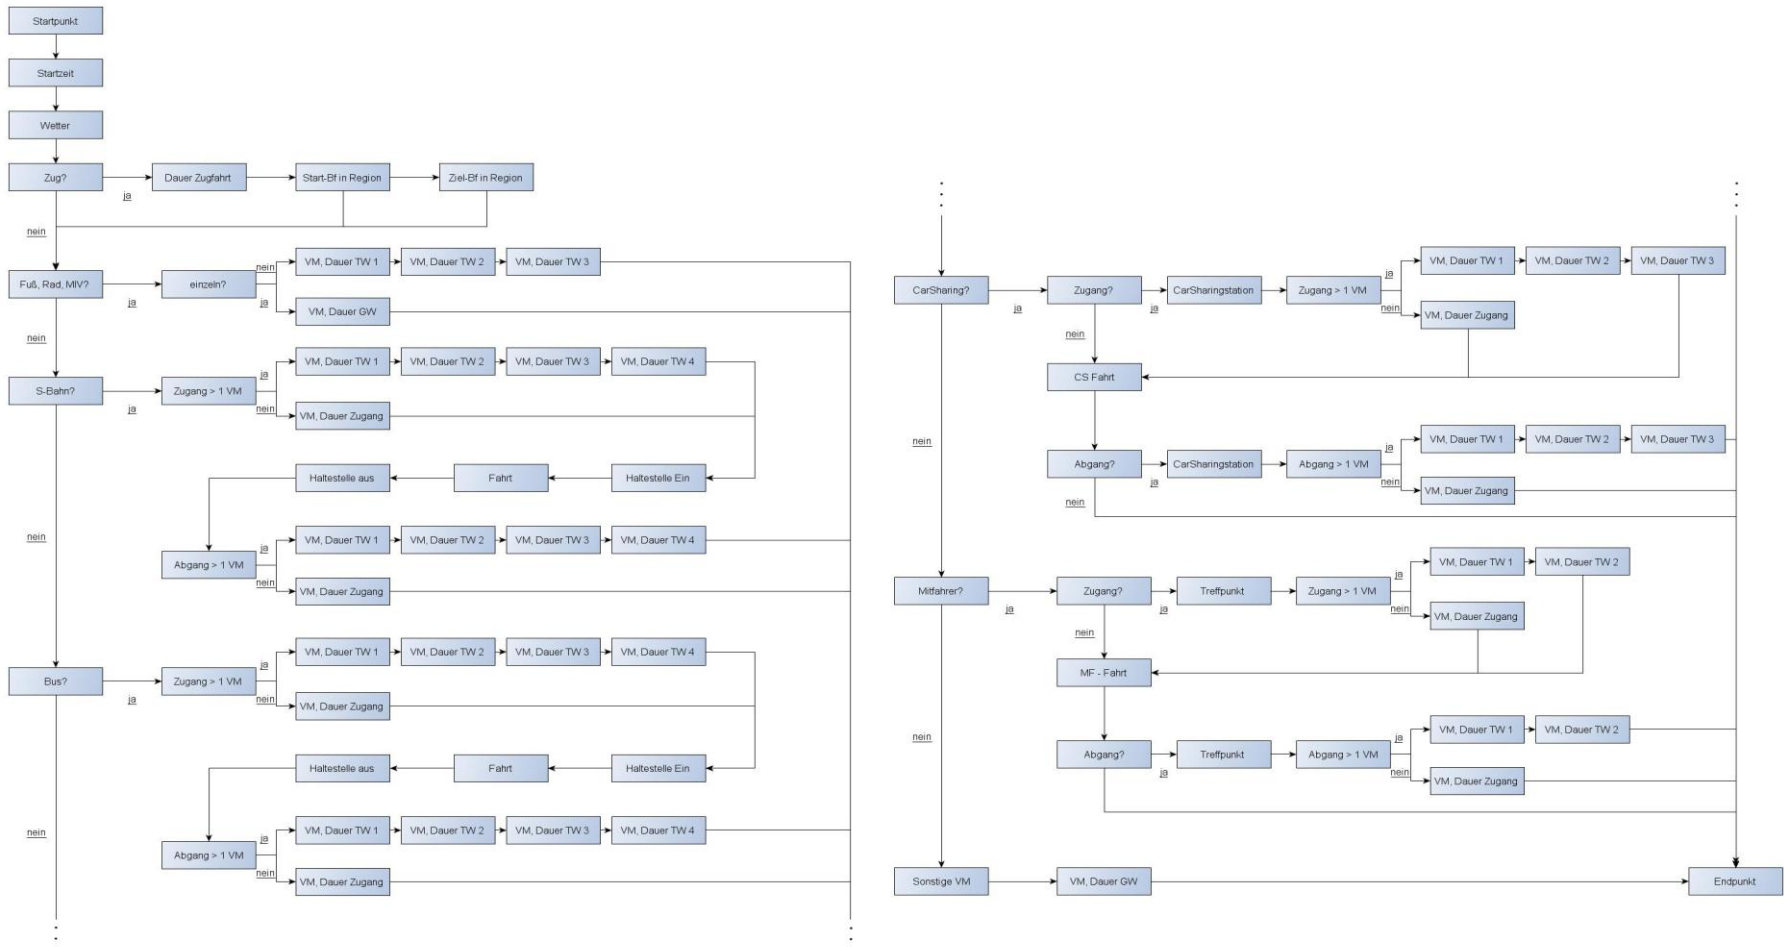 Startpunkt
Startzeit
Wetter
Zug?
ja
Dauer Zugfahrt
Start-Bf in Region
Ziel-Bf in Region
nein
Fuß, Rad, MIV?
ja
einzeln?
nein
ja
VM, Dauer TW 1
VM, Dauer TW 2
VM, Dauer TW 3
VM, Dauer GW
nein
S-Bahn?
ja
Zugang > 1 VM
ja
nein
VM, Dauer TW 1
VM, Dauer TW 2
VM, Dauer TW 3
VM, Dauer TW 4
VM, Dauer Zugang
Haltestelle aus
Fahrt
Haltestelle Ein
nein
Abgang > 1 VM
ja
nein
VM, Dauer TW 1
VM, Dauer TW 2
VM, Dauer TW 3
VM, Dauer TW 4
VM, Dauer Zugang
Bus?
ja
Zugang > 1 VM
ja
nein
VM, Dauer TW 1
VM, Dauer TW 2
VM, Dauer TW 3
VM, Dauer TW 4
VM, Dauer Zugang
Haltestelle aus
Fahrt
Haltestelle Ein
nein
Abgang > 1 VM
ja
nein
VM, Dauer TW 1
VM, Dauer TW 2
VM, Dauer TW 3
VM, Dauer TW 4
VM, Dauer Zugang
CarSharing?
ja
Zugang?
ja
CarSharingstation
Zugang > 1 VM
ja
nein
VM, Dauer TW 1
VM, Dauer TW 2
VM, Dauer TW 3
VM, Dauer Zugang
nein
CS Fahrt
nein
Abgang?
ja
CarSharingstation
Abgang > 1 VM
ja
nein
VM, Dauer TW 1
VM, Dauer TW 2
VM, Dauer TW 3
VM, Dauer Zugang
nein
Mitfahrer?
ja
Zugang?
ja
Treffpunkt
Zugang > 1 VM
ja
nein
VM, Dauer TW 1
VM, Dauer TW 2
VM, Dauer Zugang
nein
MF - Fahrt
nein
Abgang?
ja
Treffpunkt
Abgang > 1 VM
ja
nein
VM, Dauer TW 1
VM, Dauer TW 2
VM, Dauer Zugang
Sonstige VM
VM, Dauer GW
Endpunkt